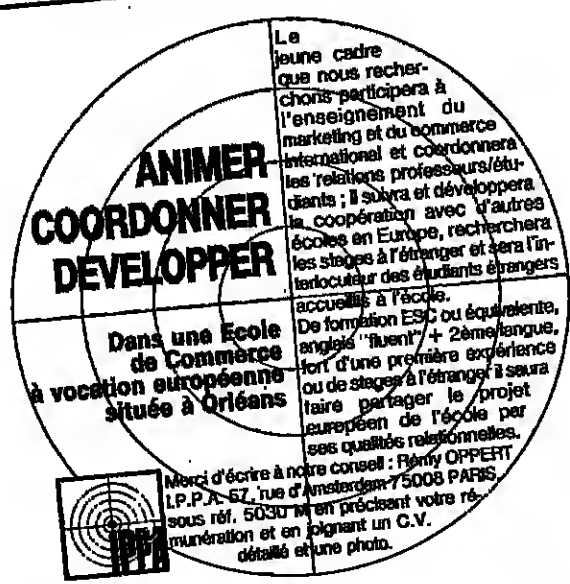 ANIMER
COORDONNER
DEVELOPPER
Dans une Ecole
de Commerce
à vocation européenne
située à Orléans
Le
jeune cadre
que nous recher-
chons participera à
l'enseignement du
marketing et du commerce
international et coordonnera
les relations professeurs/étu-
diants ; il suivra et développera
la coopération avec d'autres
écoles en Europe, recherchera
les stages à l'étranger et sera l'in-
terlocuteur des étudiants étrangers
accueillis à l'école.
De formation ESC ou équivalente,
anglais "fluent" + 2ème langue,
fort d'une première expérience
ou de stages à l'étranger il saura
faire partager le projet
européen de l'école par
ses qualités relationnelles.
Merci d'écrire à notre conseil : Rémy OPPERT
I.P.P.A. 57, rue d'Amsterdam 75008 PARIS,
sous réf. 5030 M en précisant votre ré-
munération et en joignant un C.V.
détaillé et une photo.
IPPA